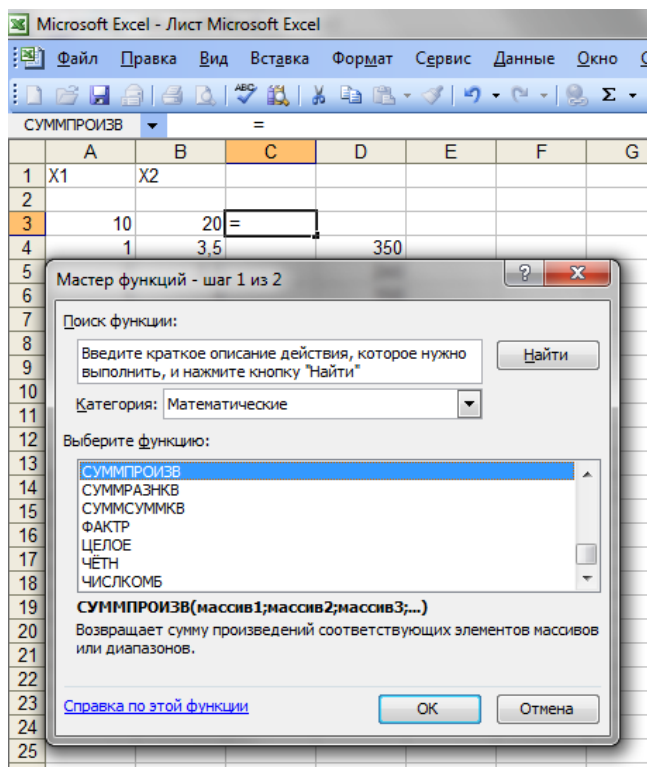 Microsoft Excel - Лист Microsoft Excel
Файл Правка Вид Вставка Формат Сервис Данные Окно
ABC Σ
СУММПРОИЗВ =
A B C D E F G
1 X1 X2
2
3 10 20 =
4 1 3,5 350
5
Мастер функций - шаг 1 из 2 ? X
6
7 Поиск функции:
8 Введите краткое описание действия, которое нужно Найти
9 выполнить, и нажмите кнопку "Найти"
10 Категория: Математические
11
12 Выберите функцию:
13 СУММПРОИЗВ
14 СУММРАЗНКВ
15 СУММСУММКВ
16 ФАКТР
ЦЕЛОЕ
17 ЧЁТН
18 ЧИСЛКОМБ
19 СУММПРОИЗВ(массив1;массив2;массив3;...)
20 Возвращает сумму произведений соответствующих элементов массивов
21 или диапазонов.
22
23 Справка по этой функции ОК Отмена
24
25